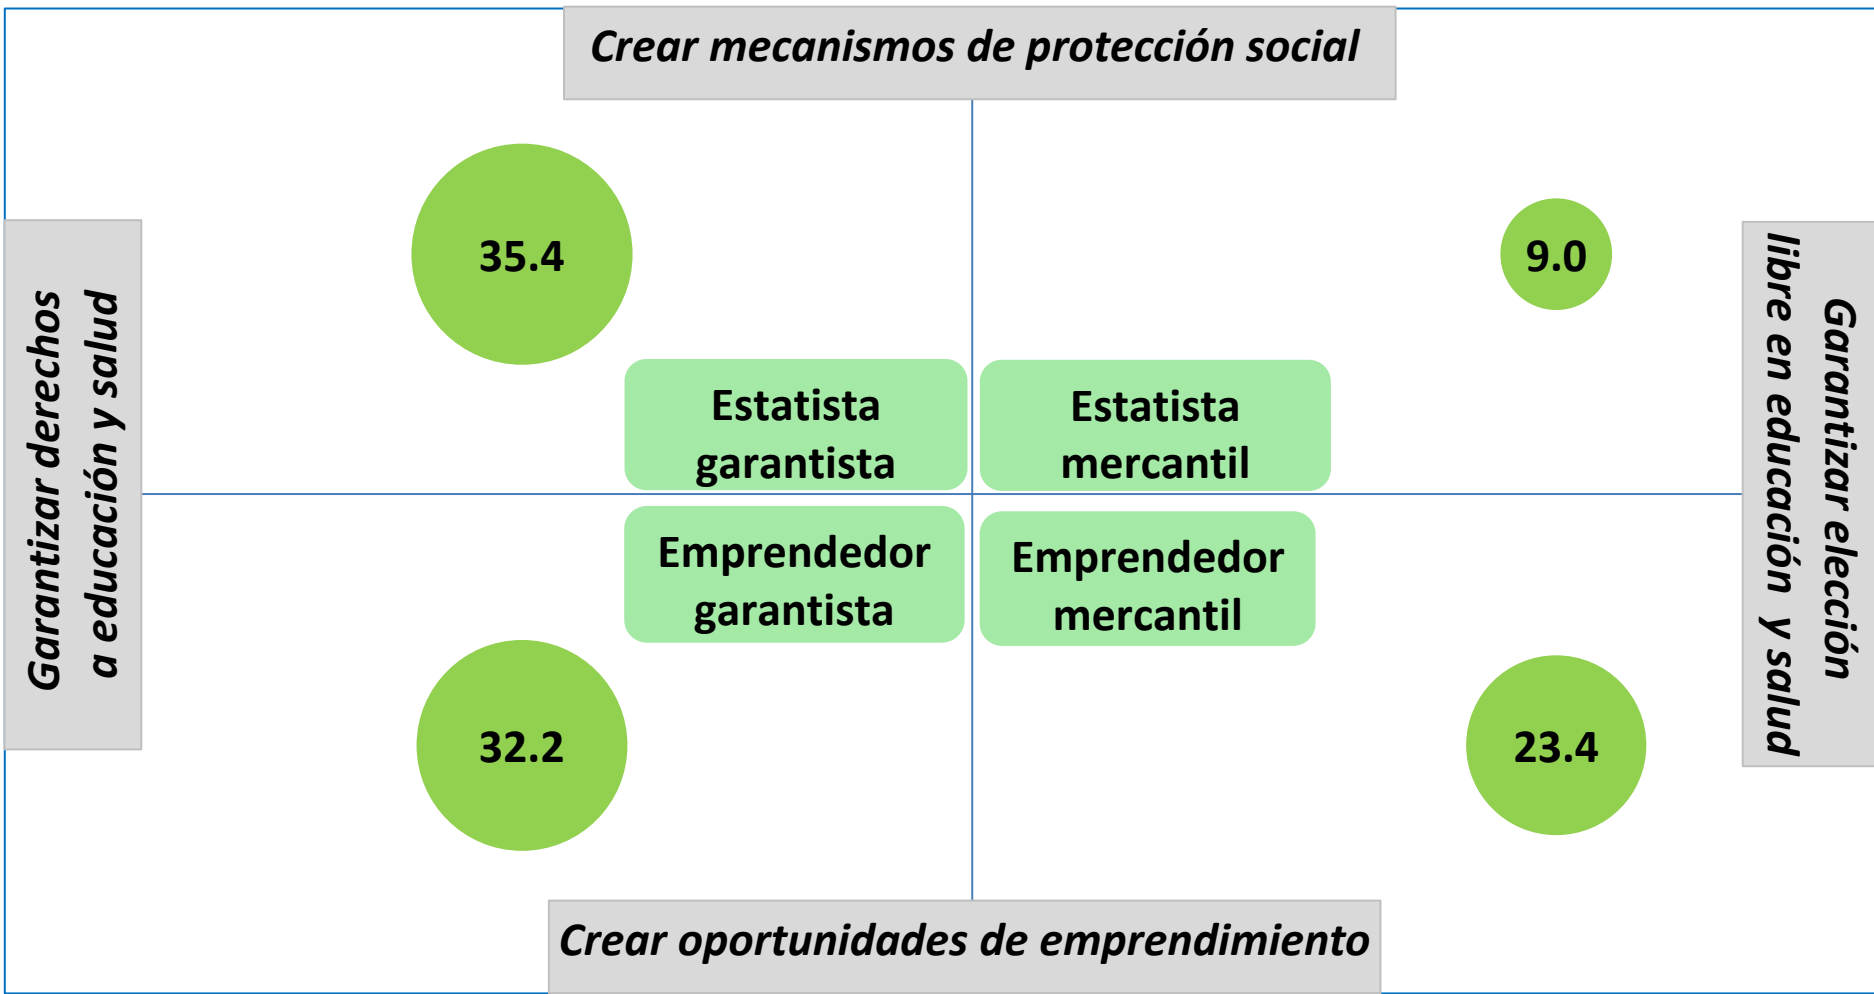 Crear mecanismos de protección social
35.4
9.0
Garantizar derechos
a educación y salud
Garantizar elección
libre en educación y salud
Estatista
garantista
Estatista
mercantil
Emprendedor
garantista
Emprendedor
mercantil
32.2
23.4
Crear oportunidades de emprendimiento